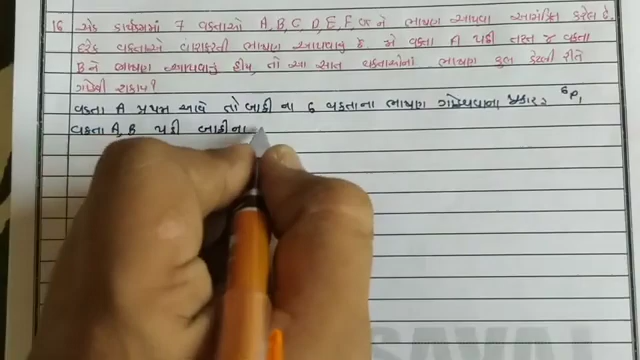 16 એક કાર્યક્રમમાં 7 વક્તાઓ A, B, C, D, E, F, G ને ભાષણ આપવા આમંત્રિત કરેલ છે.
દરેક વક્તાએ વારાફરતી ભાષણ આપવાનું છે જો વક્તા A પછી તરત જ વક્તા
B ને ભાષણ આપવાનું હોય, તો આ સાત વક્તાઓના ભાષણ કુલ કેટલી રીતે
ગોઠવી શકાય?
વક્તા A પ્રથમ આવે તો બાકી ના 6 વક્તાના ભાષણ ગોઠવવાના પ્રકાર = ⁶P₁
વક્તા A, B પછી બાકીના